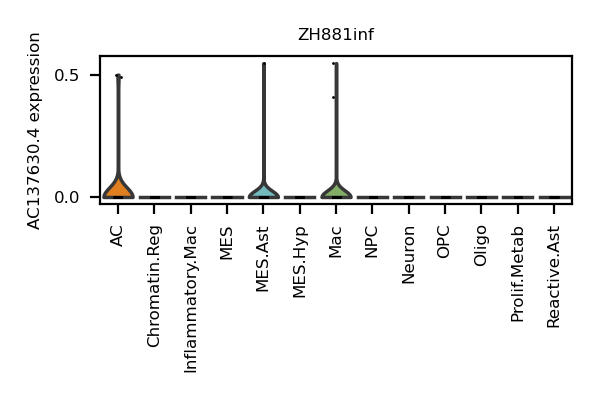 ZH881inf
AC137630.4 expression
0.5
0.0
AC
Chromatin.Reg
Inflammatory.Mac
MES
MES.Ast
MES.Hyp
Mac
NPC
Neuron
OPC
Oligo
Prolif.Metab
Reactive.Ast